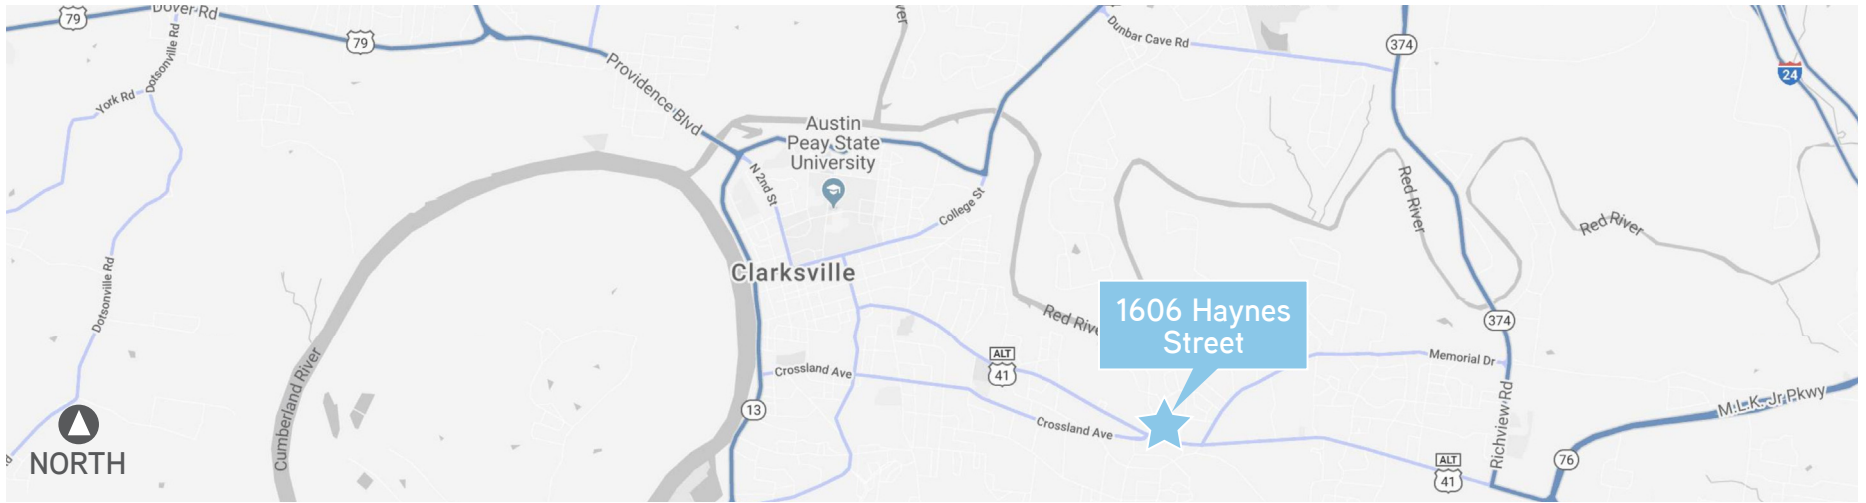 79
Dover Rd
Dotsonville Rd
79
York Rd
Providence Blvd
Dunbar Cave Rd
374
24
Austin
Peay State
University
N 2nd St
College St
Red River
Red River
Clarksville
Dotsonville Rd
Cumberland River
1606 Haynes
Street
374
ALT
41
Memorial Dr
Crossland Ave
13
Crossland Ave
Richview Rd
M.L.K. Jr Pkwy
NORTH
ALT
41
76